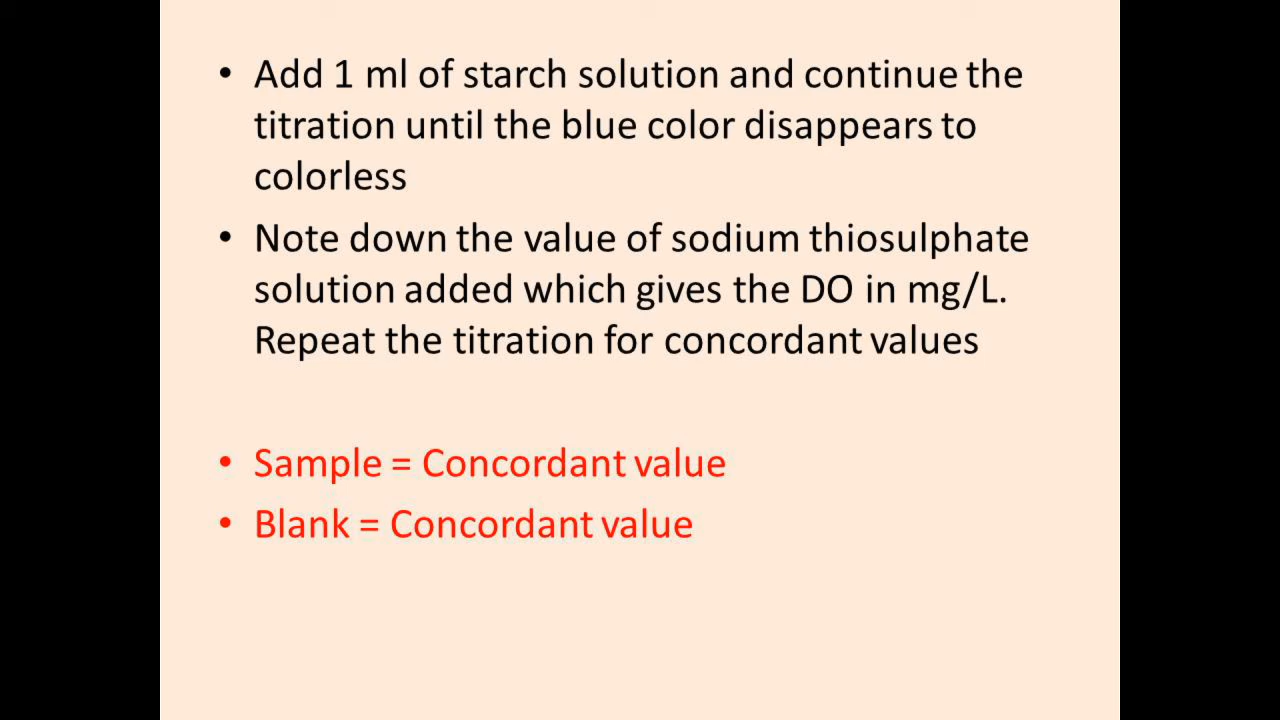 • Add 1 ml of starch solution and continue the
titration until the blue color disappears to
colorless
• Note down the value of sodium thiosulphate
solution added which gives the DO in mg/L.
Repeat the titration for concordant values
• Sample = Concordant value
• Blank = Concordant value